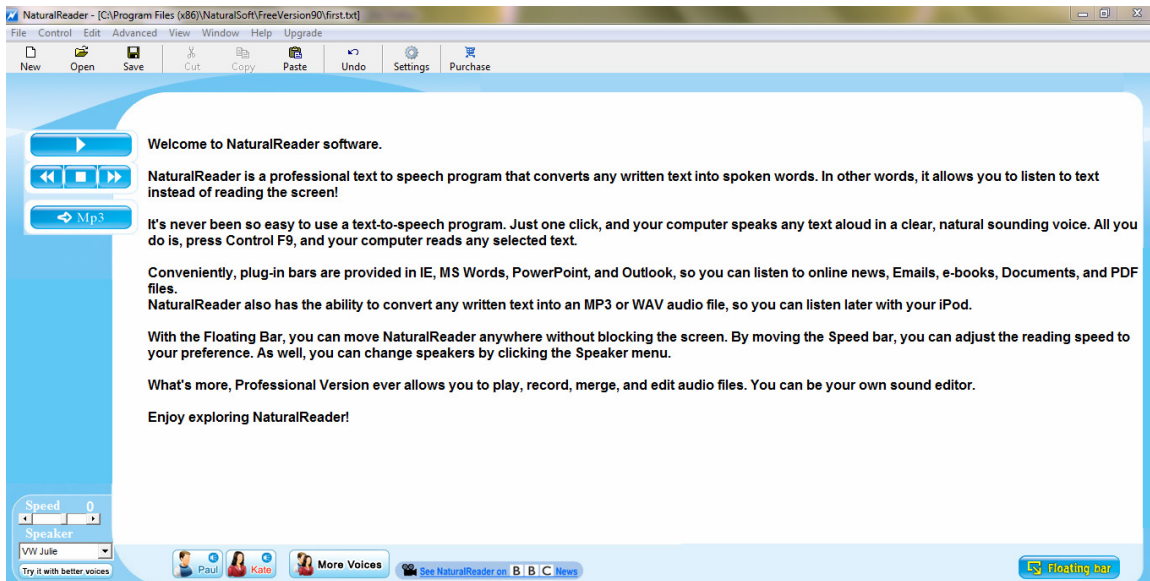 NaturalReader - [C:\Program Files (x86)\NaturalSoft\FreeVersion90\first.txt]
File Control Edit Advanced View Window Help Upgrade
New Open Save Cut Copy Paste Undo Settings Purchase
Welcome to NaturalReader software.
NaturalReader is a professional text to speech program that converts any written text into spoken words. In other words, it allows you to listen to text
instead of reading the screen!
Mp3
It's never been so easy to use a text-to-speech program. Just one click, and your computer speaks any text aloud in a clear, natural sounding voice. All you
do is, press Control F9, and your computer reads any selected text.
Conveniently, plug-in bars are provided in IE, MS Words, PowerPoint, and Outlook, so you can listen to online news, Emails, e-books, Documents, and PDF
files.
NaturalReader also has the ability to convert any written text into an MP3 or WAV audio file, so you can listen later with your iPod.
With the Floating Bar, you can move NaturalReader anywhere without blocking the screen. By moving the Speed bar, you can adjust the reading speed to
your preference. As well, you can change speakers by clicking the Speaker menu.
What's more, Professional Version ever allows you to play, record, merge, and edit audio files. You can be your own sound editor.
Enjoy exploring NaturalReader!
Speed 0
Speaker
VW Julie
Try it with better voices
Paul Kate More Voices See NaturalReader on BBC News Floating bar